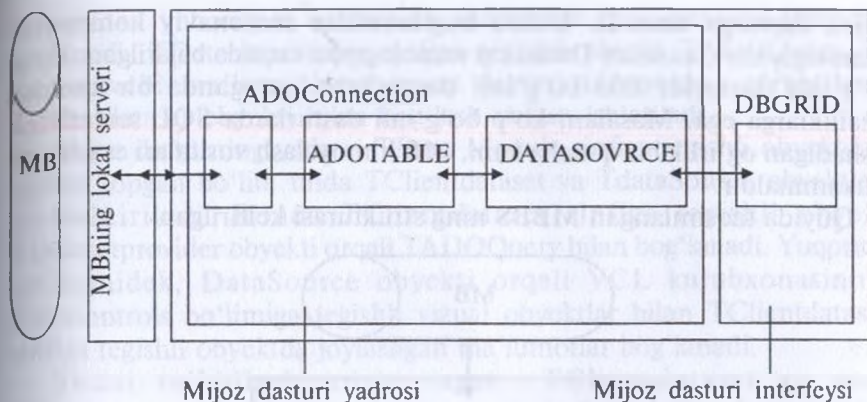 MB
MBning lokal serveri
ADOConnection
ADOTABLE
DATASOVRCE
DBGRID
Mijoz dasturi yadrosi
Mijoz dasturi interfeysi